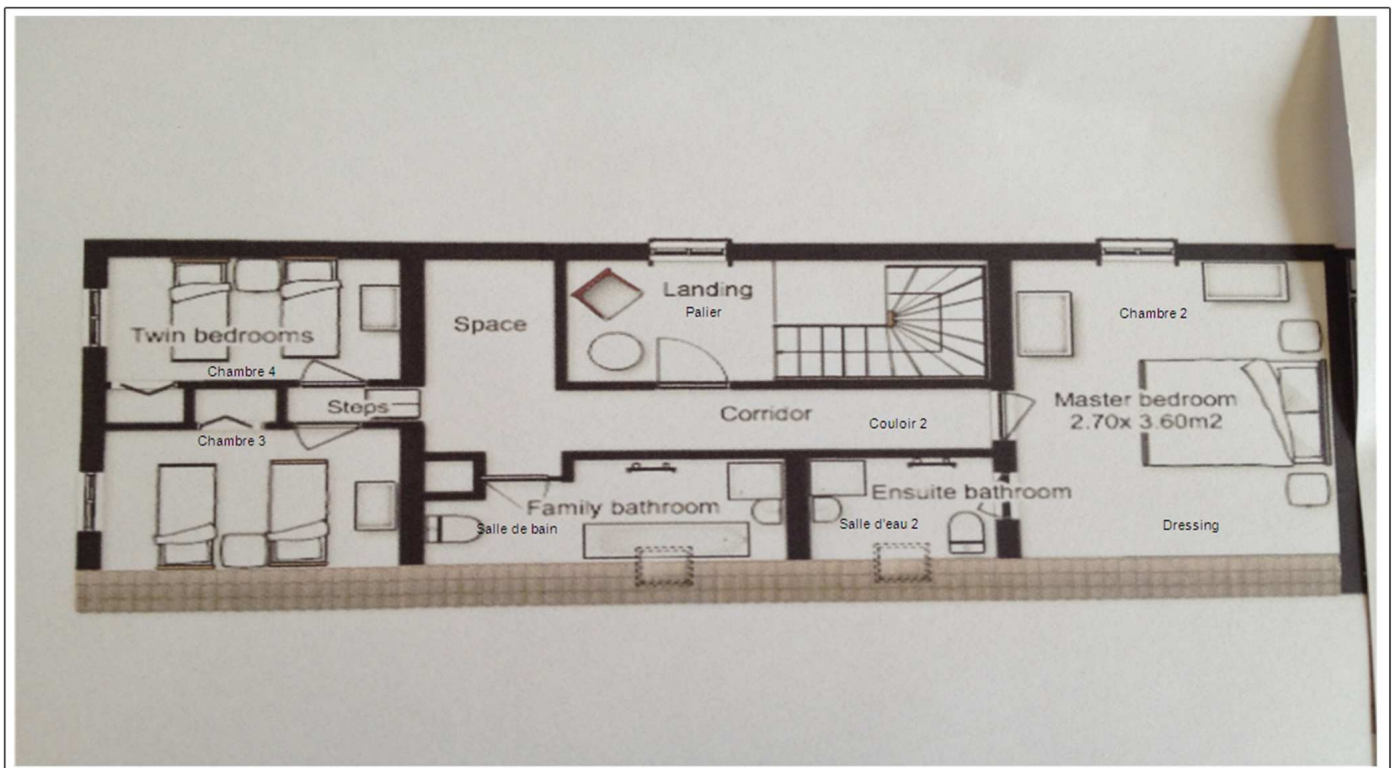 Twin bedrooms
Chambre 4
Steps
Chambre 3
Space
Landing
Palier
Corridor
Couloir 2
Family bathroom
Salle de bain
Ensuite bathroom
Salle d'eau 2
Chambre 2
Master bedroom
2.70x 3.60m2
Dressing